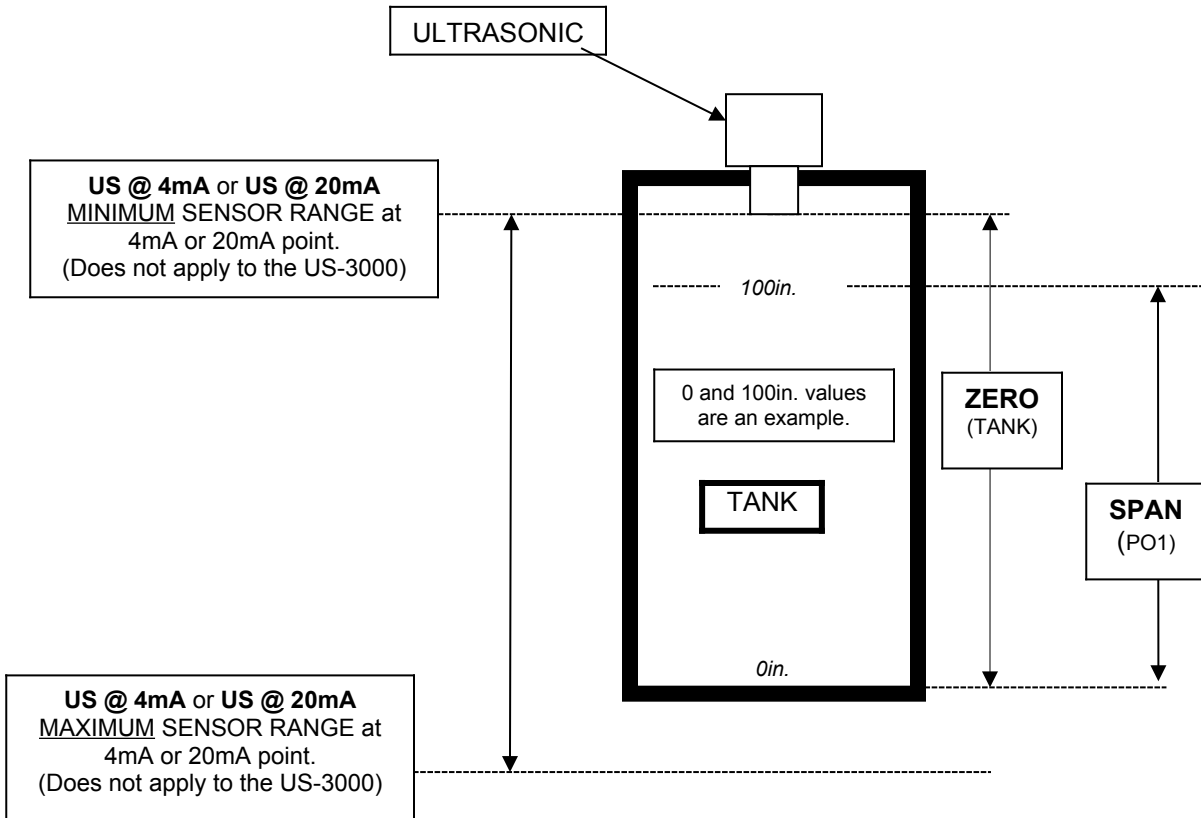 ULTRASONIC
US @ 4mA or US @ 20mA
MINIMUM SENSOR RANGE at
4mA or 20mA point.
(Does not apply to the US-3000)
100in.
0 and 100in. values
are an example.
ZERO
(TANK)
TANK
SPAN
(PO1)
0in.
US @ 4mA or US @ 20mA
MAXIMUM SENSOR RANGE at
4mA or 20mA point.
(Does not apply to the US-3000)